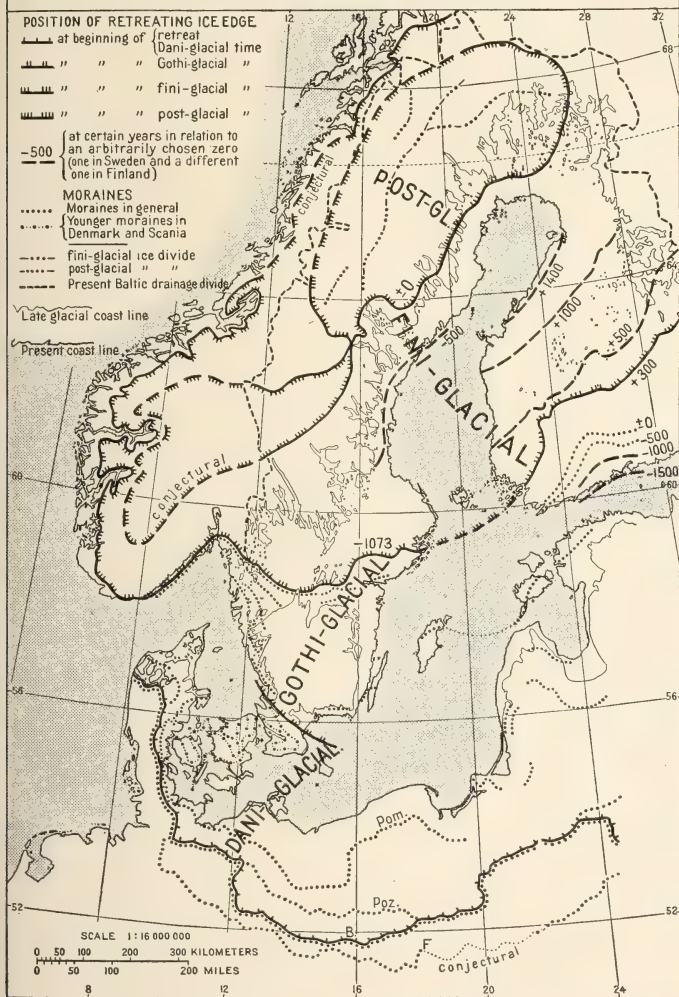 POSITION OF RETREATING ICE EDGE
at beginning of { retreat
Dani-glacial time
" " " Gothi-glacial "
" " " fini-glacial "
" " " post-glacial "
-500 { at certain years in relation to
an arbitrarily chosen zero
(one in Sweden and a different
one in Finland)
MORAINES
Moraines in general
{ Younger moraines in
Denmark and Scania
fini-glacial ice divide
post-glacial " "
Present Baltic drainage divide
Late glacial coast line
Present coast line
12 16 20 24 28 32
68
conjectural
POST-GL.
±0
-500
FINI-GLACIAL
+1400
+1000
+500
+300
64
±0
-500
-1000
-1500
60
60
conjectural
-1073
GOTHI-GLACIAL
56
56
DANI-GLACIAL
Pom.
Poz.
52
52
B.
F.
Conjectural
SCALE 1:16 000 000
0 50 100 200 300 KILOMETERS
0 50 100 200 MILES
8 12 16 20 24